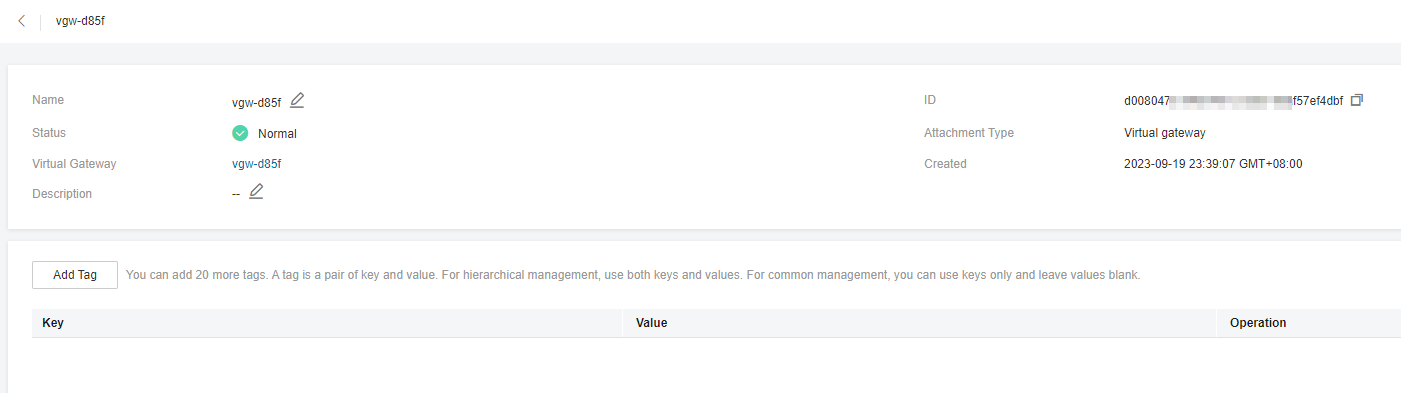 vgw-d85f
Name vgw-d85f
ID d008047 f57ef4dbf
Status Normal
Attachment Type Virtual gateway
Virtual Gateway vgw-d85f
Created 2023-09-19 23:39:07 GMT+08:00
Description --
Add Tag You can add 20 more tags. A tag is a pair of key and value. For hierarchical management, use both keys and values. For common management, you can use keys only and leave values blank.
Key Value Operation